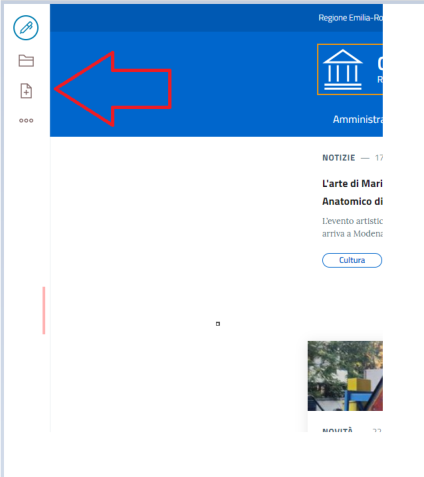 Regione Emilia-Ro
Amministra
NOTIZIE — 17
L'arte di Mari
Anatomico di
L'evento artistic
arriva a Modena
Cultura
NOVITÀ